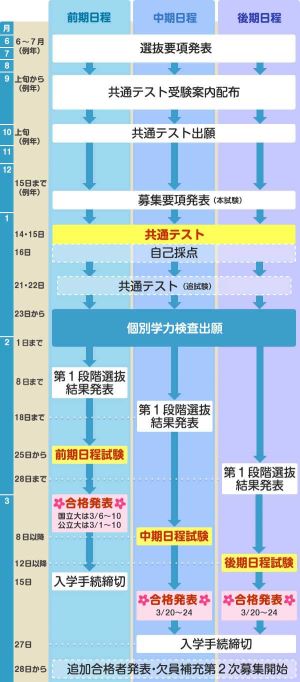 前期日程 中期日程 後期日程
月
6 6～7月
7 (例年)
選抜要項発表
8
9 上旬から
(例年)
共通テスト受験案内配布
10 上旬
(例年)
共通テスト出願
11
12
15日まで
(例年)
募集要項発表(本試験)
1
14・15日 共通テスト
16日 自己採点
21・22日 共通テスト(追試験)
23日から
個別学力検査出願
2 1日まで
8日まで
第1段階選抜
結果発表
18日まで
第1段階選抜
結果発表
25日から 前期日程試験
28日まで
第1段階選抜
結果発表
3
合格発表
国立大は3/6～10
公立大は3/1～10
8日以降 中期日程試験
12日以降 後期日程試験
15日 入学手続締切
合格発表 合格発表
3/20～24 3/20～24
27日 入学手続締切
28日から 追加合格者発表・欠員補充第2次募集開始